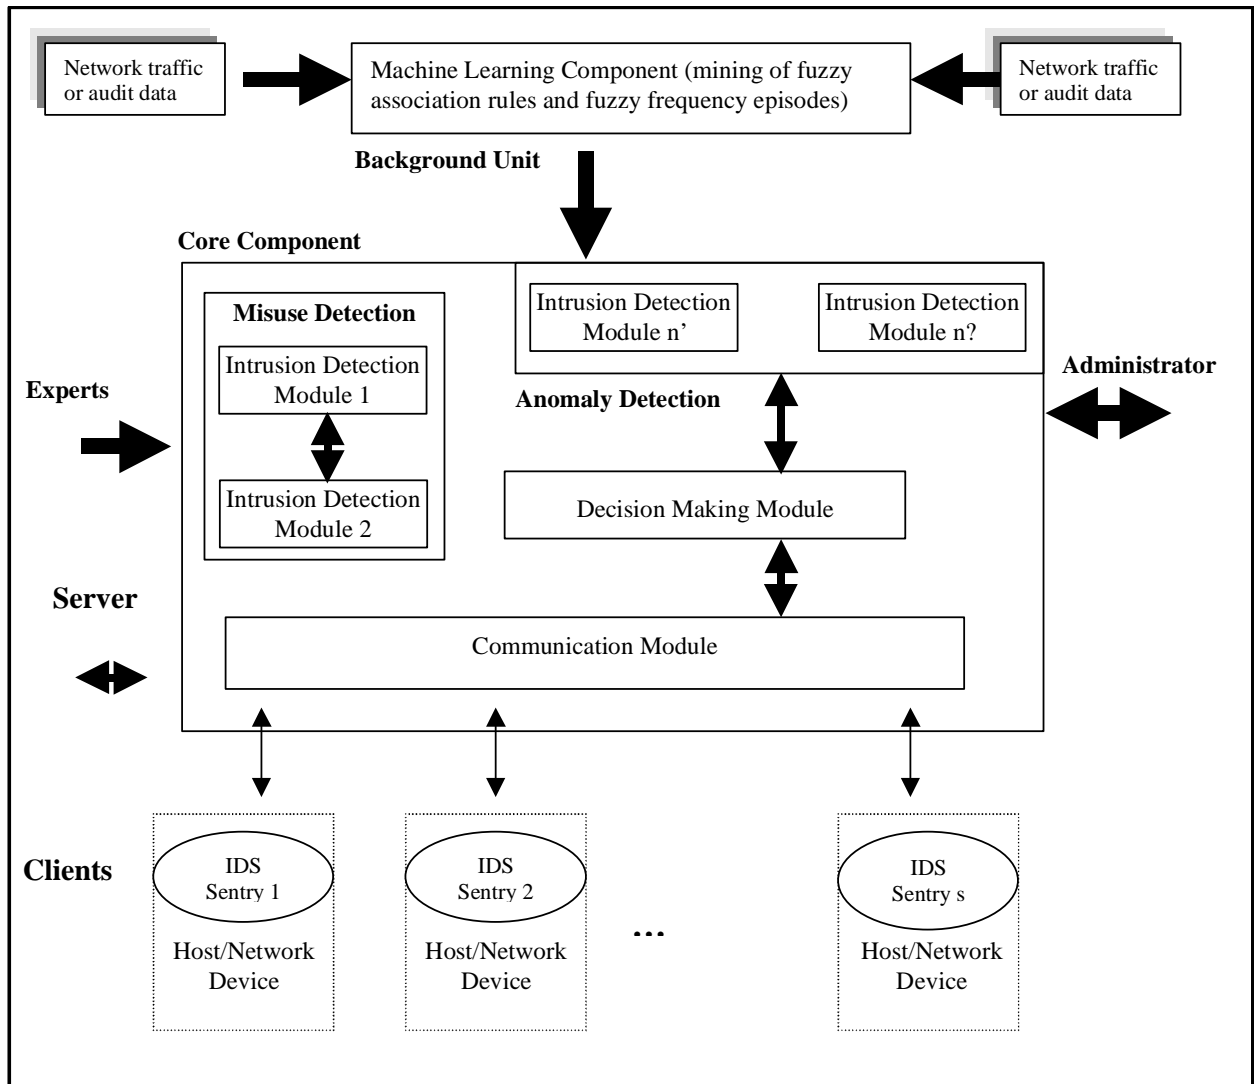 Network traffic
or audit data
Machine Learning Component (mining of fuzzy
association rules and fuzzy frequency episodes)
Network traffic
or audit data
Background Unit
Core Component
Misuse Detection
Intrusion Detection
Module 1
Intrusion Detection
Module 2
Intrusion Detection
Module n’
Intrusion Detection
Module n?
Anomaly Detection
Experts
Administrator
Decision Making Module
Server
Communication Module
Clients
IDS
Sentry 1
Host/Network
Device
IDS
Sentry 2
Host/Network
Device
...
IDS
Sentry s
Host/Network
Device